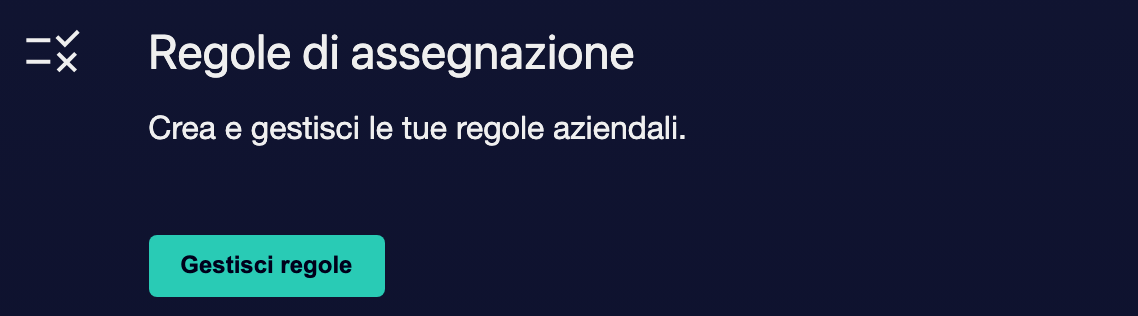 Regole di assegnazione
Crea e gestisci le tue regole aziendali.
Gestisci regole